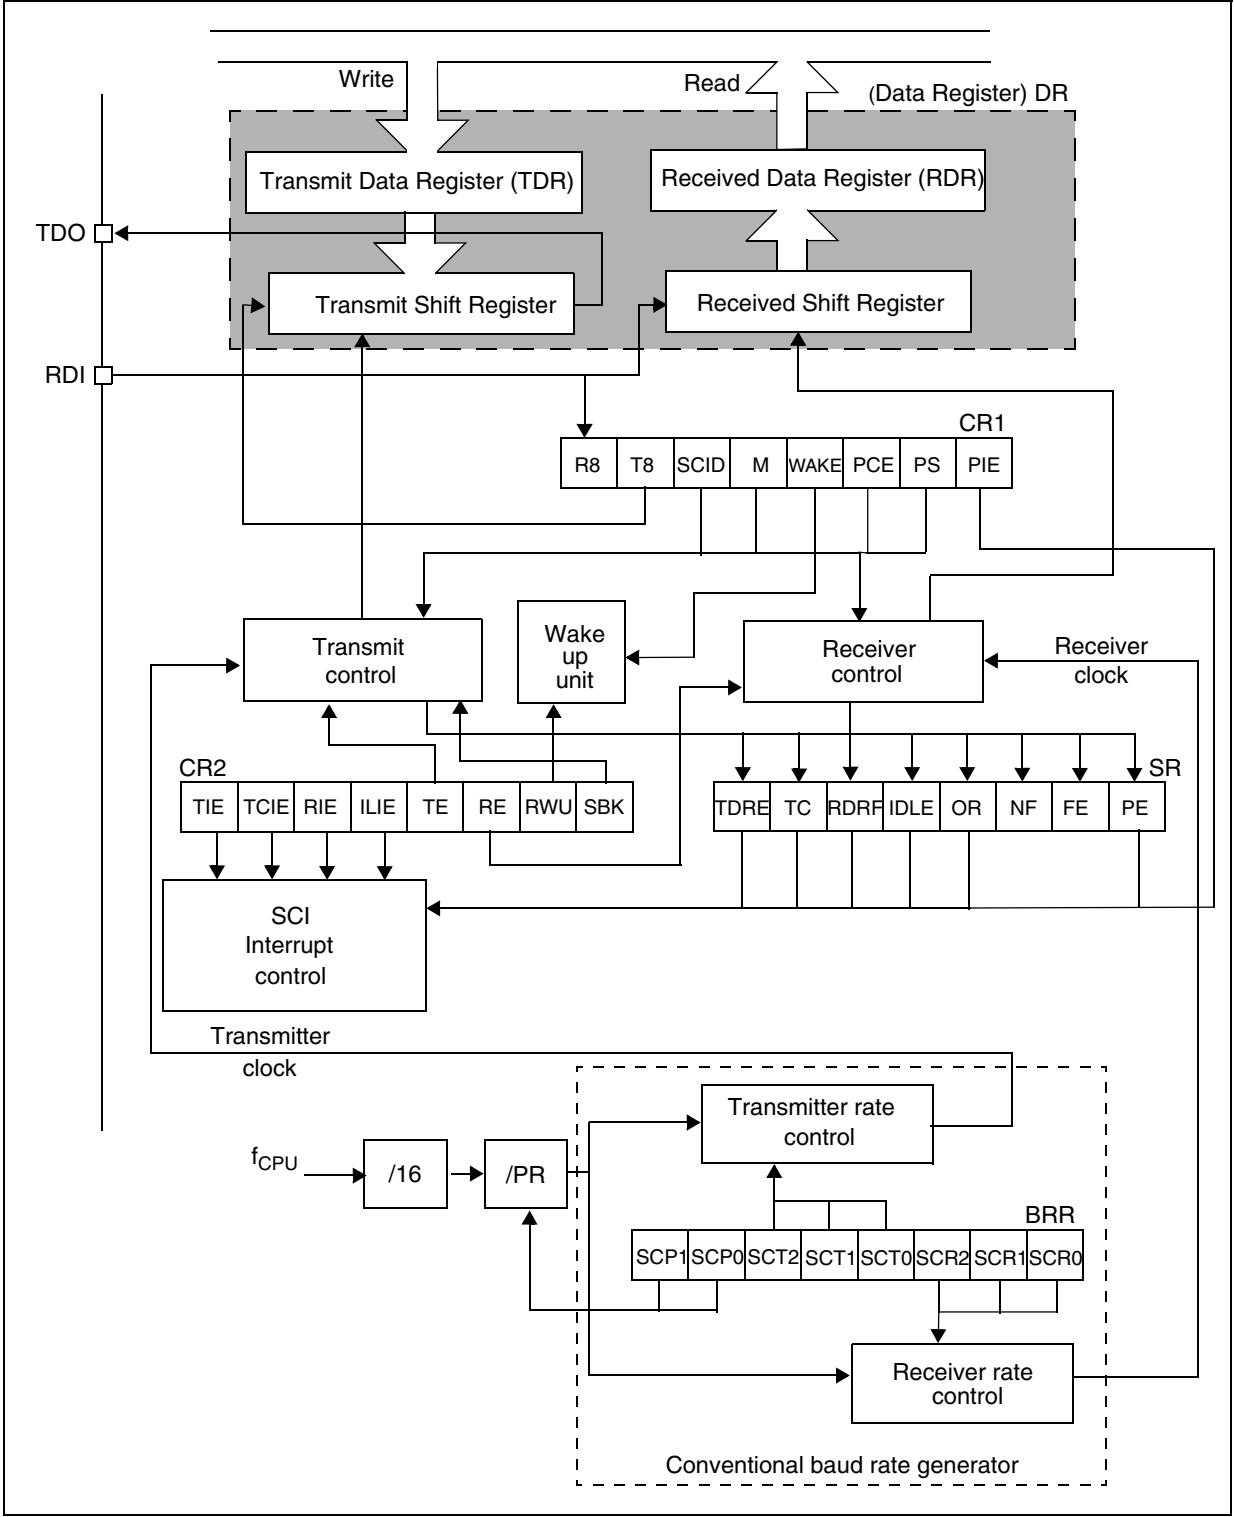 Write
Read
(Data Register) DR
Transmit Data Register (TDR)
Received Data Register (RDR)
TDO
Transmit Shift Register
Received Shift Register
RDI
CR1
R8 T8 SCID M WAKE PCE PS PIE
Transmit
control
Wake
up
unit
Receiver
control
Receiver
clock
CR2
TIE TCIE RIE ILIE TE RE RWU SBK
SR
TDRE TC RDRF IDLE OR NF FE PE
SCI
Interrupt
control
Transmitter
clock
Transmitter rate
control
fCPU
/16
/PR
BRR
SCP1 SCP0 SCT2 SCT1 SCT0 SCR2 SCR1 SCR0
Receiver rate
control
Conventional baud rate generator